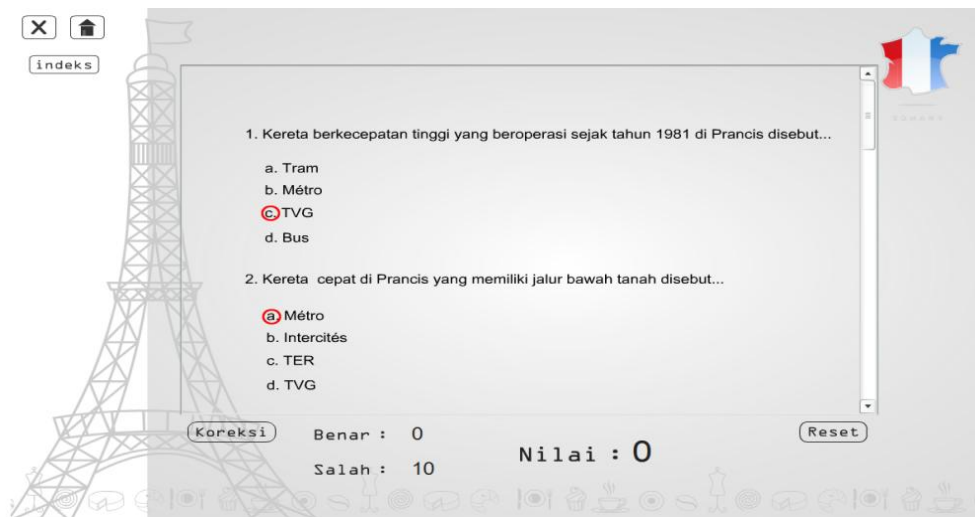 indeks
1. Kereta berkecepatan tinggi yang beroperasi sejak tahun 1981 di Prancis disebut...
a. Tram
b. Métro
c. TVG
d. Bus
2. Kereta cepat di Prancis yang memiliki jalur bawah tanah disebut...
a. Métro
b. Intercités
c. TER
d. TVG
Koreksi
Benar : 0
Salah : 10
Nilai : 0
Reset